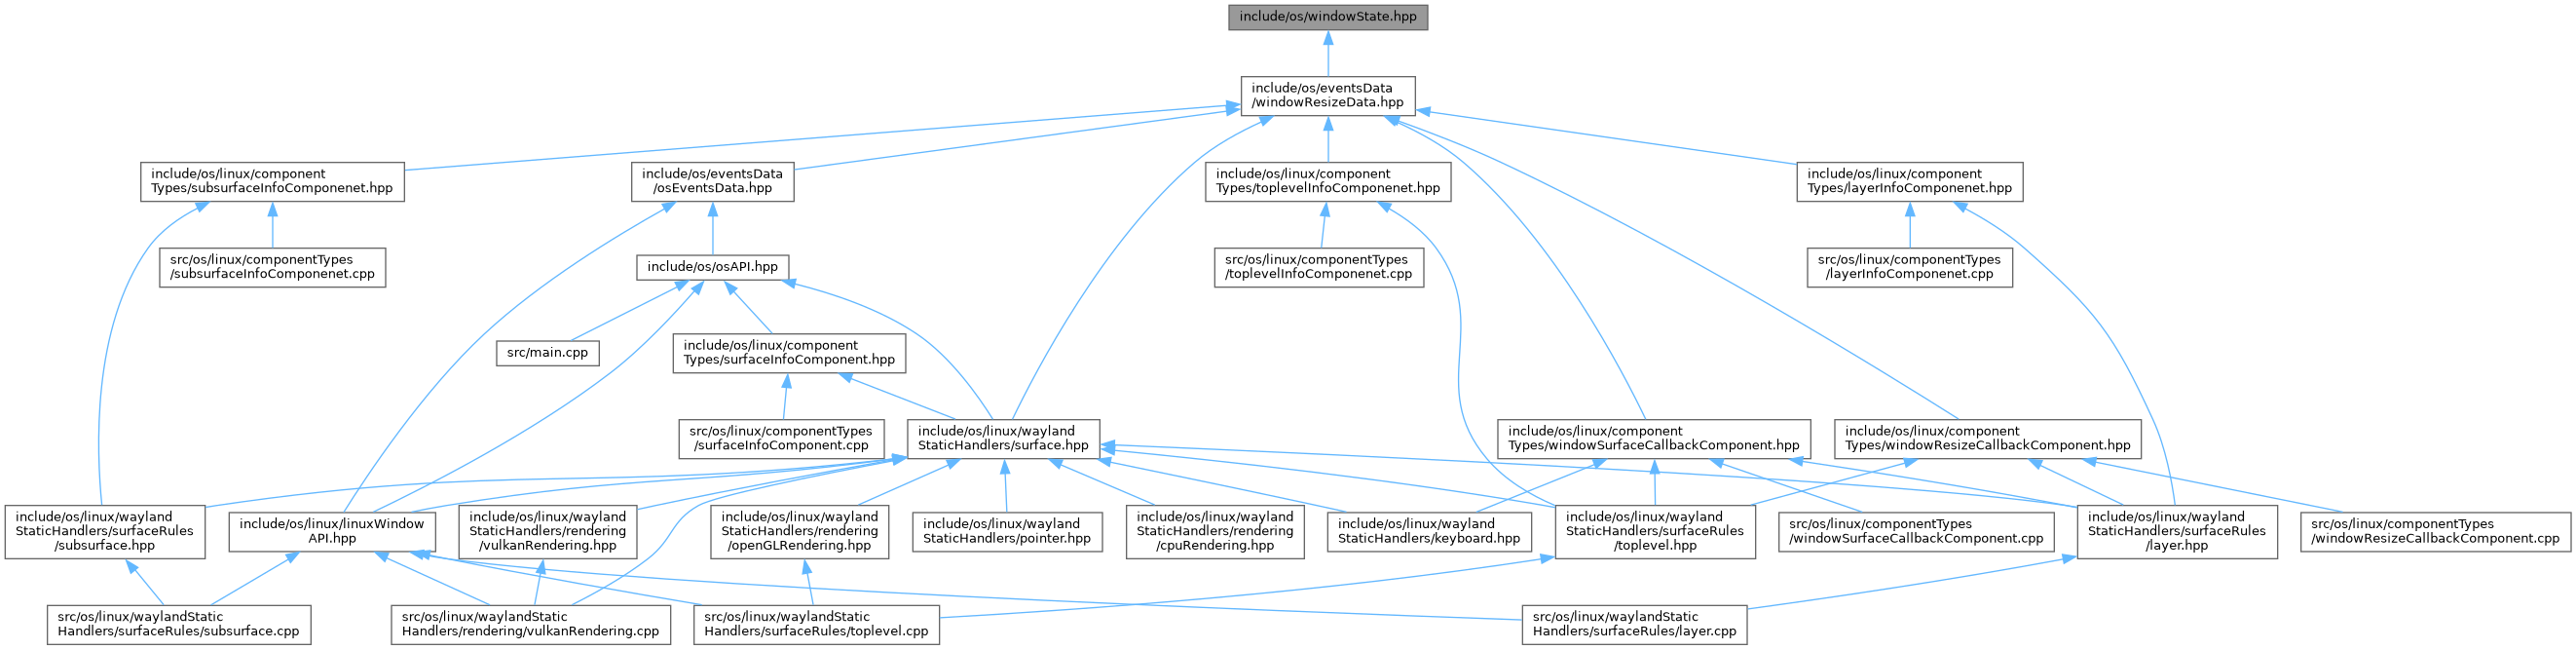 include/os/windowState.hpp
include/os/eventsData
/windowResizeData.hpp
include/os/linux/component
Types/subsurfaceInfoComponenet.hpp
include/os/eventsData
/osEventsData.hpp
include/os/linux/component
Types/toplevelInfoComponenet.hpp
include/os/linux/component
Types/layerInfoComponenet.hpp
src/os/linux/componentTypes
/subsurfaceInfoComponenet.cpp
include/os/osAPI.hpp
src/os/linux/componentTypes
/toplevelInfoComponenet.cpp
src/os/linux/componentTypes
/layerInfoComponenet.cpp
src/main.cpp
include/os/linux/component
Types/surfaceInfoComponent.hpp
src/os/linux/componentTypes
/surfaceInfoComponent.cpp
include/os/linux/wayland
StaticHandlers/surface.hpp
include/os/linux/component
Types/windowSurfaceCallbackComponent.hpp
include/os/linux/component
Types/windowResizeCallbackComponent.hpp
include/os/linux/wayland
StaticHandlers/surfaceRules
/subsurface.hpp
include/os/linux/linuxWindow
API.hpp
include/os/linux/wayland
StaticHandlers/rendering
/vulkanRendering.hpp
include/os/linux/wayland
StaticHandlers/rendering
/openGLRendering.hpp
include/os/linux/wayland
StaticHandlers/pointer.hpp
include/os/linux/wayland
StaticHandlers/rendering
/cpuRendering.hpp
include/os/linux/wayland
StaticHandlers/keyboard.hpp
include/os/linux/wayland
StaticHandlers/surfaceRules
/toplevel.hpp
src/os/linux/componentTypes
/windowSurfaceCallbackComponent.cpp
include/os/linux/wayland
StaticHandlers/surfaceRules
/layer.hpp
src/os/linux/componentTypes
/windowResizeCallbackComponent.cpp
src/os/linux/waylandStatic
Handlers/surfaceRules/subsurface.cpp
src/os/linux/waylandStatic
Handlers/rendering/vulkanRendering.cpp
src/os/linux/waylandStatic
Handlers/surfaceRules/toplevel.cpp
src/os/linux/waylandStatic
Handlers/surfaceRules/layer.cpp